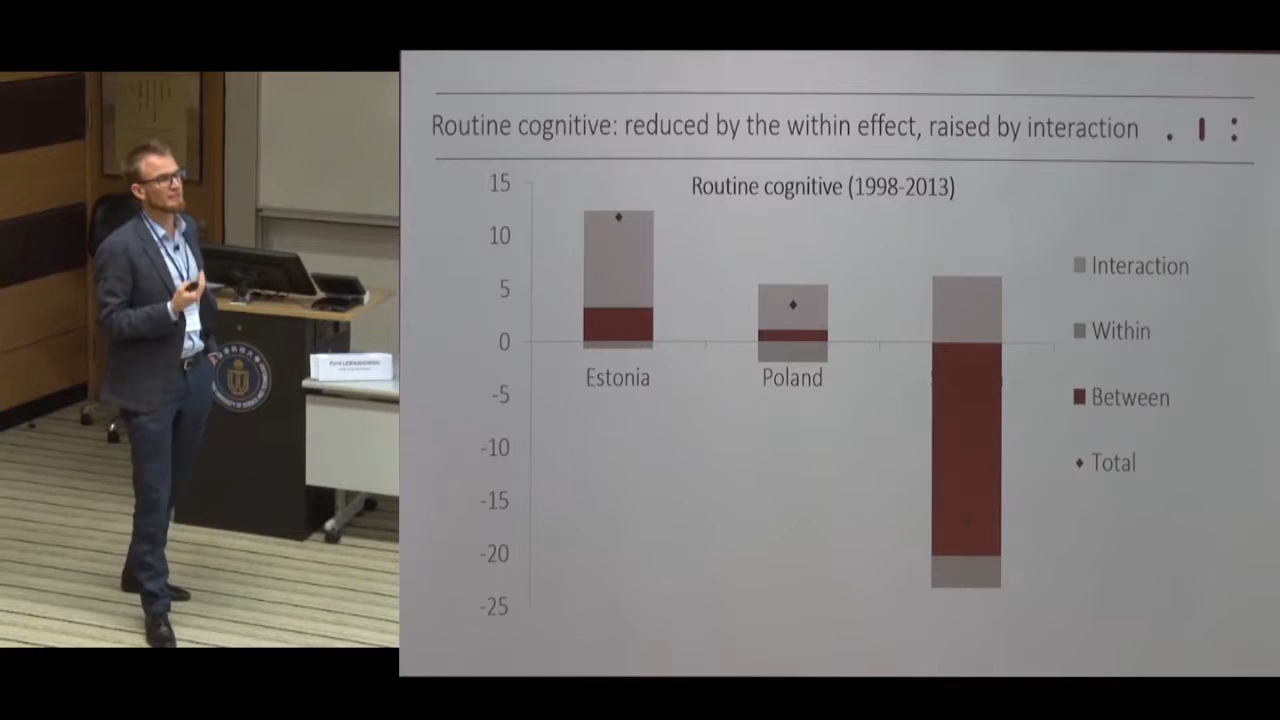 Routine cognitive: reduced by the within effect, raised by interaction
Routine cognitive (1998-2013)
15
10
5
0
-5
-10
-15
-20
-25
Estonia
Poland
Interaction
Within
Between
Total
LEWANDOWSKI